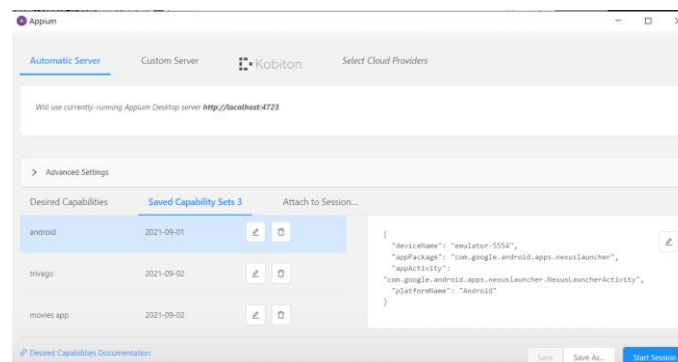 Appium
Automatic Server
Custom Server
Kobiton
Select Cloud Providers
Will use currently-running Appium Desktop server http://localhost:4723
Advanced Settings
Desired Capabilities
Saved Capability Sets 3
Attach to Session...
android 2021-09-01
trivago 2021-09-02
movies app 2021-09-02
{
"deviceName": "emulator-5554",
"appPackage": "com.google.android.apps.nexuslauncher",
"appActivity":
"com.google.android.apps.nexuslauncher.NexusLauncherActivity",
"platformName": "Android"
}
Desired Capabilities Documentation
Save
Save As...
Start Session